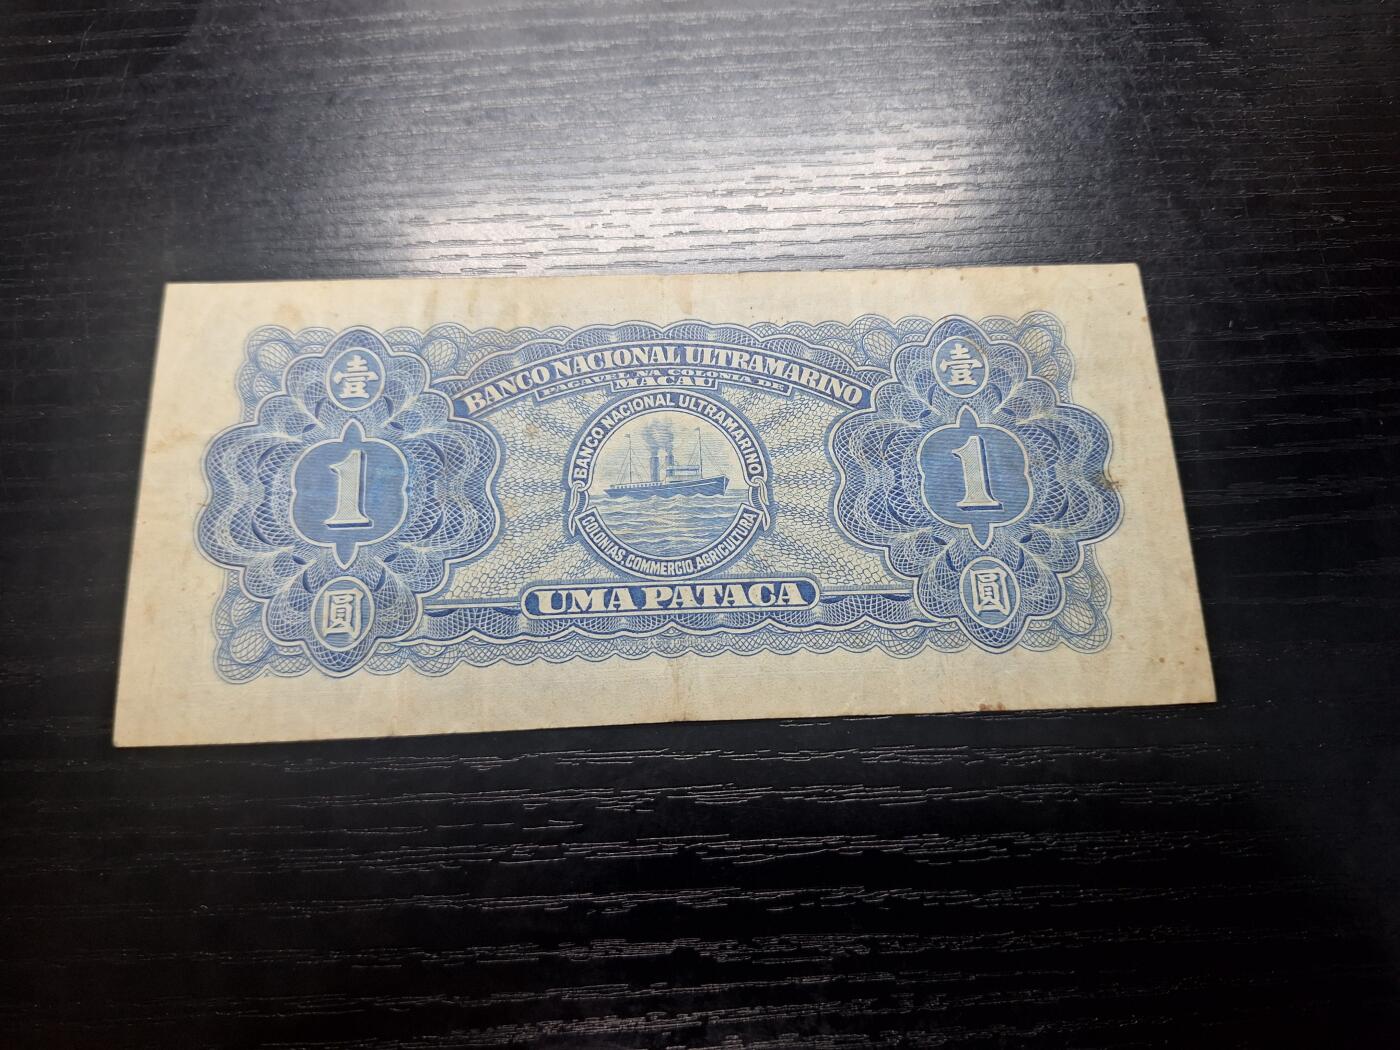 BANCO NACIONAL ULTRAMARINO
PAGAVEL NA COLONIA DE
MACAU
壹
壹
BANCO NACIONAL ULTRAMARINO
1
1
COLONIAS, COMMERCIO, AGRICULTURA
圓
圓
UMA PATACA